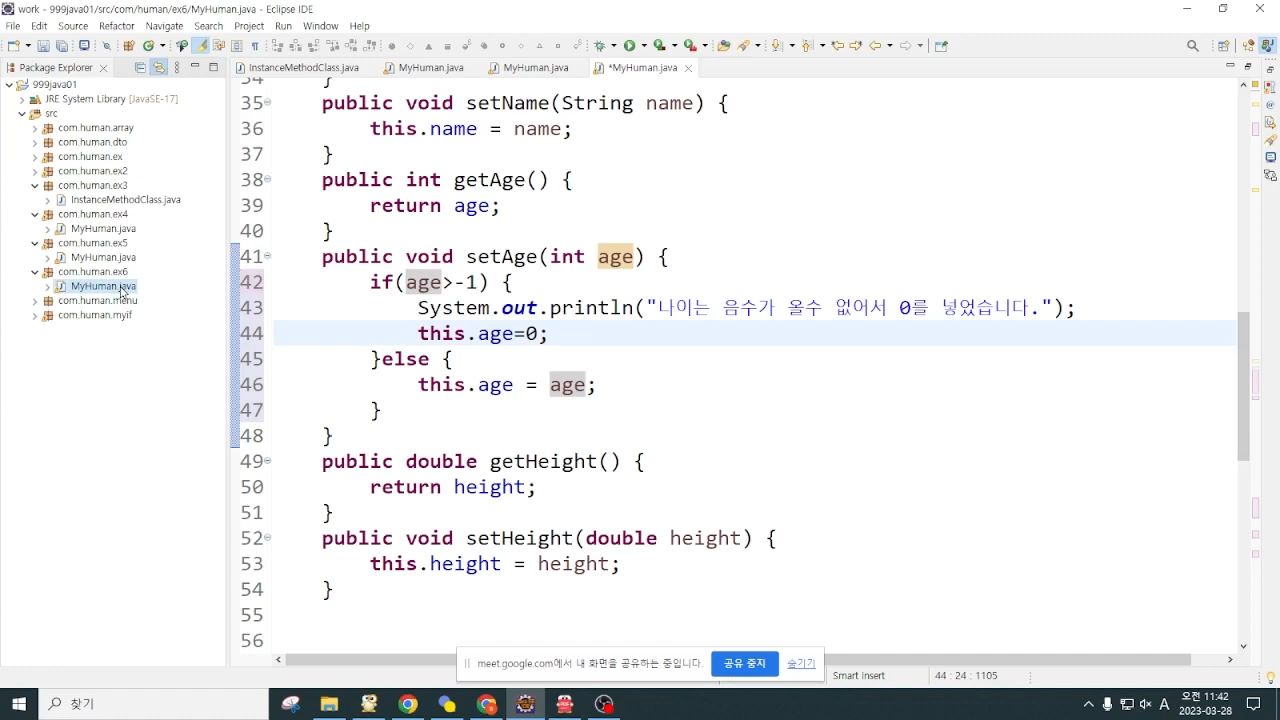 work - 999java01/src/com/human/ex6/MyHuman.java - Eclipse IDE
File Edit Source Refactor Navigate Search Project Run Window Help
Package Explorer
InstanceMethodClass.java MyHuman.java MyHuman.java *MyHuman.java
999java01
JRE System Library [JavaSE-17]
src
com.human.array
com.human.dto
com.human.ex
com.human.ex2
com.human.ex3
InstanceMethodClass.java
com.human.ex4
MyHuman.java
com.human.ex5
MyHuman.java
com.human.ex6
MyHuman.java
com.human.menu
com.human.myif
34 }
35 public void setName(String name) {
36 this.name = name;
37 }
38 public int getAge() {
39 return age;
40 }
41 public void setAge(int age) {
42 if(age>-1) {
43 System.out.println("나이는 음수가 올수 없어서 0를 넣었습니다.");
44 this.age=0;
45 }else {
46 this.age = age;
47 }
48 }
49 public double getHeight() {
50 return height;
51 }
52 public void setHeight(double height) {
53 this.height = height;
54 }
55
56
meet.google.com에서 내 화면을 공유하는 중입니다. 공유 중지 숨기기
Smart Insert 44 : 24 : 1105
찾기
A 오전 11:42
2023-03-28